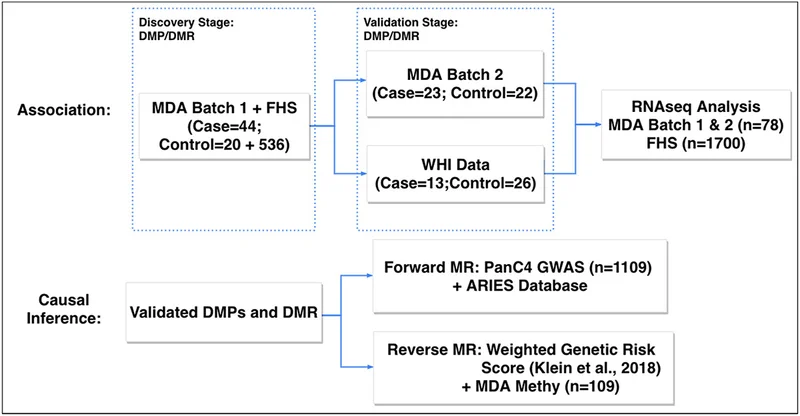 Discovery Stage:
DMP/DMR
Validation Stage:
DMP/DMR
Association:
MDA Batch 1 + FHS
(Case=44;
Control=20 + 536)
MDA Batch 2
(Case=23; Control=22)
WHI Data
(Case=13;Control=26)
RNAseq Analysis
MDA Batch 1 & 2 (n=78)
FHS (n=1700)
Causal
Inference:
Validated DMPs and DMR
Forward MR: PanC4 GWAS (n=1109)
+ ARIES Database
Reverse MR: Weighted Genetic Risk
Score (Klein et al., 2018)
+ MDA Methy (n=109)